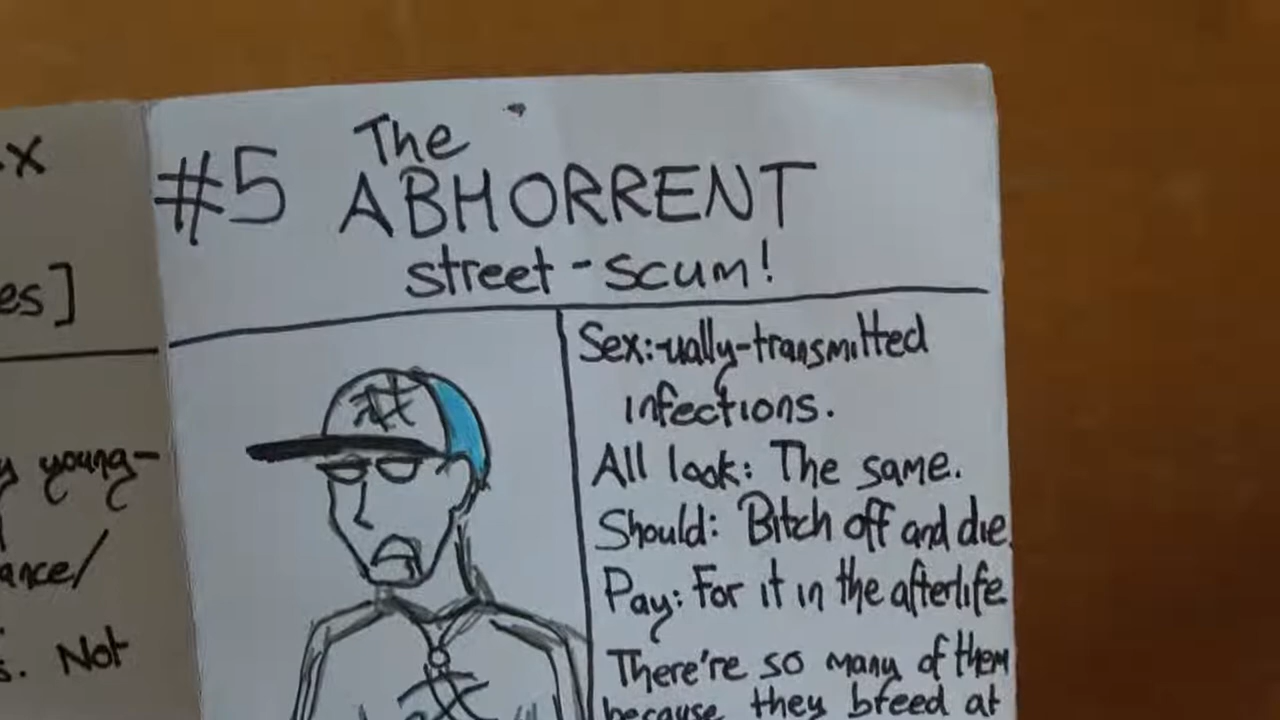 x
es]
young-
ance/
s. Not
#5 The
ABHORRENT
street-scum!
Sex:-ually-transmitted
infections.
All look: The same.
Should: Bitch off and die.
Pay: For it in the afterlife
There're so many of them
because they breed at